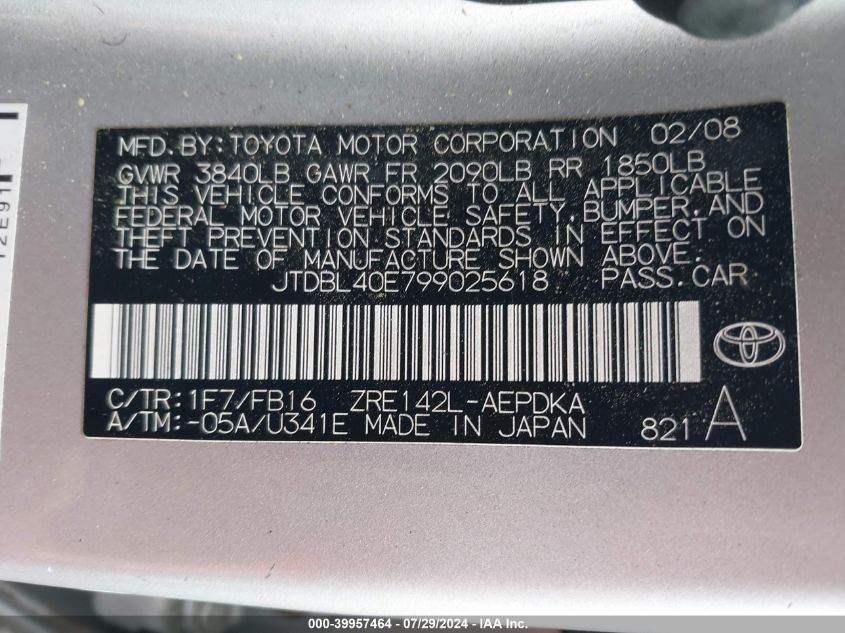 MFD.BY:TOYOTA MOTOR CORPORATION 02/08
GVWR 3840LB GAWR FR 2090LB RR 1850LB
THIS VEHICLE CONFORMS TO ALL APPLICABLE
FEDERAL MOTOR VEHICLE SAFETY,BUMPER,AND
THEFT PREVENTION STANDARDS IN EFFECT ON
THE DATE OF MANUFACTURE SHOWN ABOVE.
JTDBL40E799025618 PASS.CAR
C/TR:1F7/FB16 ZRE142L-AEPDKA
A/TM:-05A/U341E MADE IN JAPAN 821 A
12E91
000-39957464 - 07/29/2024 - IAA Inc.